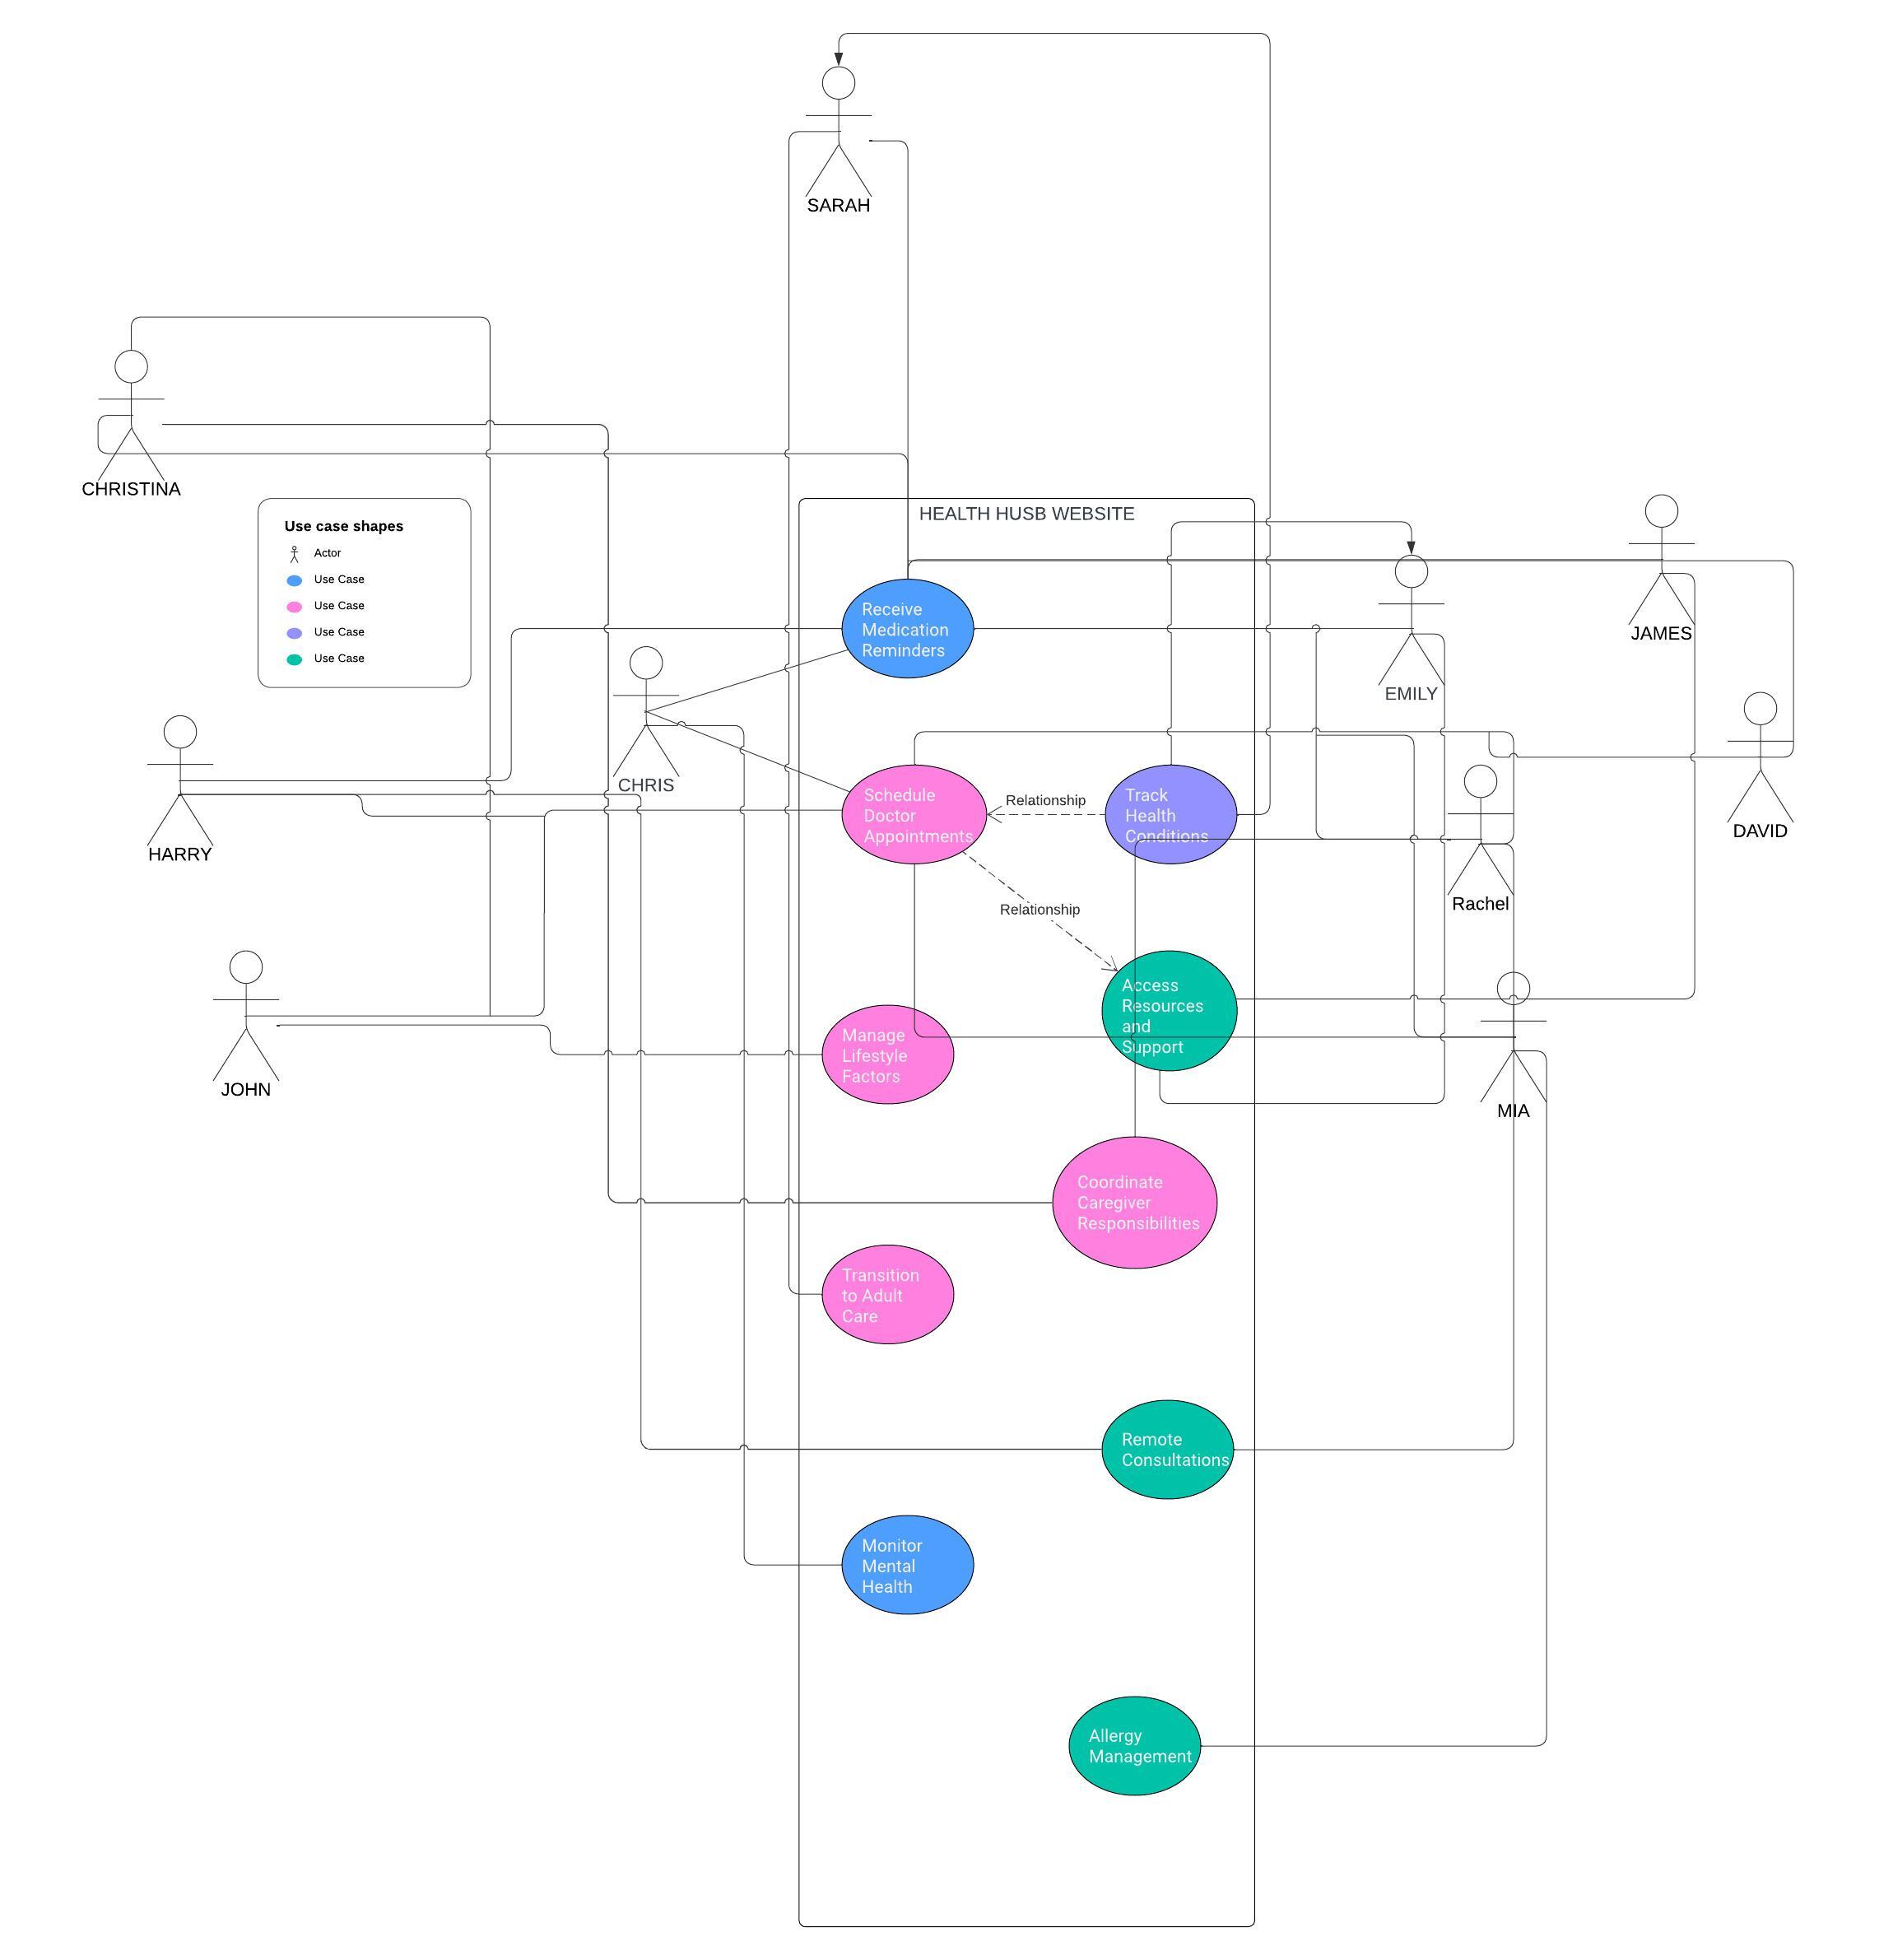 SARAH
CHRISTINA
Use case shapes
Actor
Use Case
Use Case
Use Case
Use Case
HEALTH HUSB WEBSITE
JAMES
Receive
Medication
Reminders
EMILY
CHRIS
HARRY
Schedule
Doctor
Appointments
Relationship
Track
Health
Conditions
DAVID
Rachel
Relationship
JOHN
Manage
Lifestyle
Factors
Access
Resources
and
Support
MIA
Coordinate
Caregiver
Responsibilities
Transition
to Adult
Care
Remote
Consultations
Monitor
Mental
Health
Allergy
Management